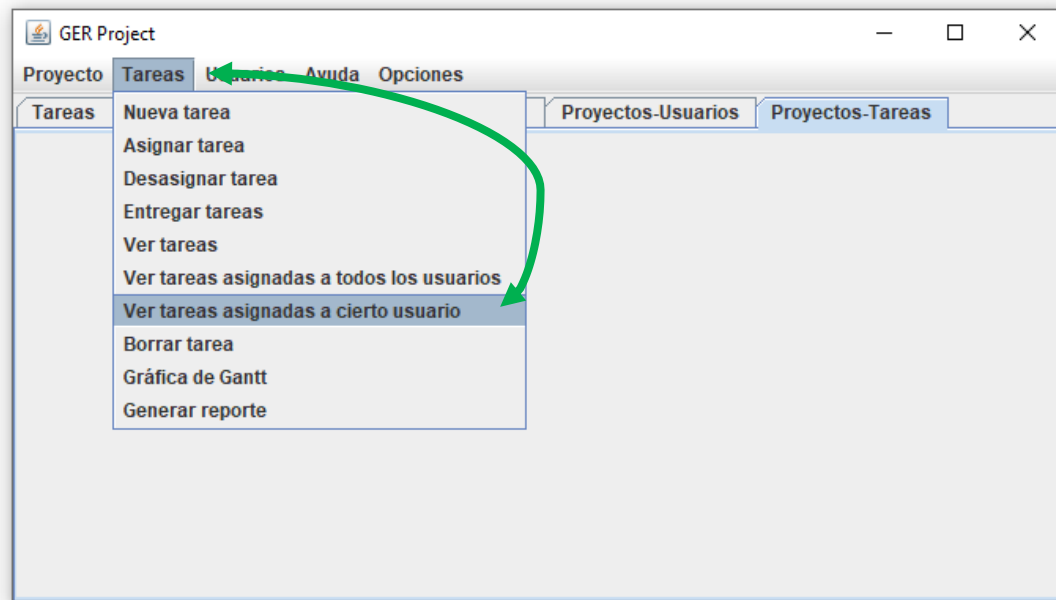 GER Project
Proyecto Tareas Usuarios Ayuda Opciones
Tareas Proyectos-Usuarios Proyectos-Tareas
Nueva tarea
Asignar tarea
Desasignar tarea
Entregar tareas
Ver tareas
Ver tareas asignadas a todos los usuarios
Ver tareas asignadas a cierto usuario
Borrar tarea
Gráfica de Gantt
Generar reporte